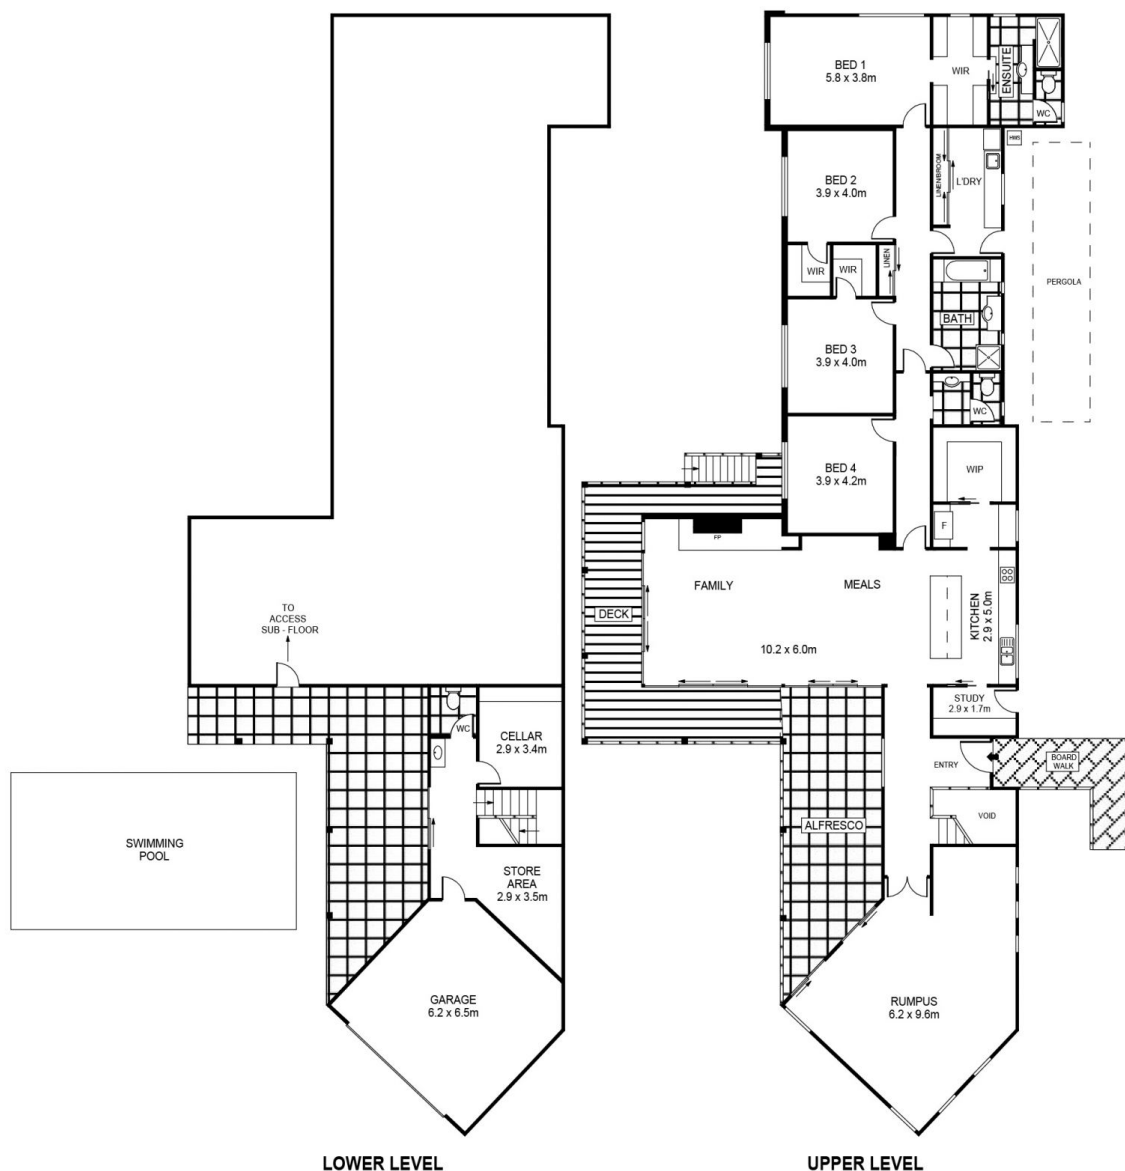 TO
ACCESS
SUB - FLOOR
WC
CELLAR
2.9 x 3.4m
SWIMMING
POOL
STORE
AREA
2.9 x 3.5m
GARAGE
6.2 x 6.5m
LOWER LEVEL
BED 1
5.8 x 3.8m
WIR
ENSUITE
WC
HWS
BED 2
3.9 x 4.0m
LINEN/BROOM
L'DRY
WIR
WIR
LINEN
PERGOLA
BATH
BED 3
3.9 x 4.0m
WC
BED 4
3.9 x 4.2m
WIP
F
FP
FAMILY
MEALS
KITCHEN
2.9 x 5.0m
DECK
10.2 x 6.0m
STUDY
2.9 x 1.7m
ENTRY
BOARD
WALK
VOID
ALFRESCO
RUMPUS
6.2 x 9.6m
UPPER LEVEL